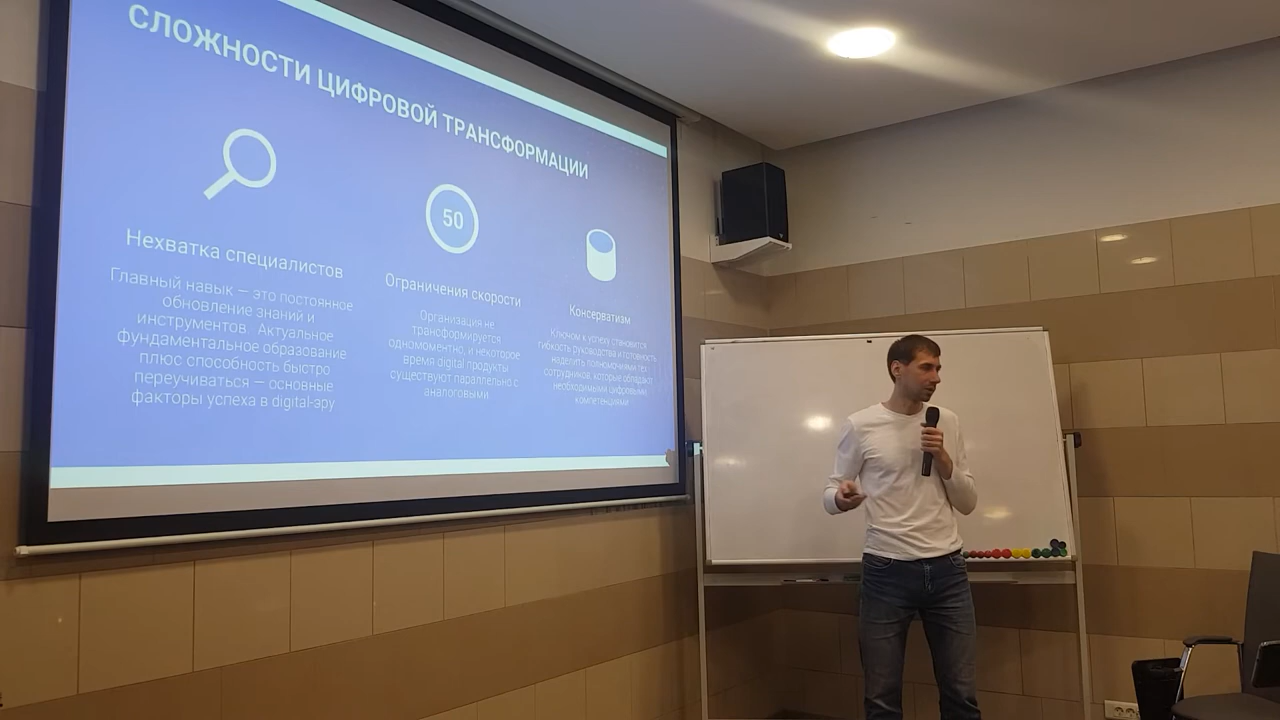 СЛОЖНОСТИ ЦИФРОВОЙ ТРАНСФОРМАЦИИ
Нехватка специалистов
Главный навык — это постоянное
обновление знаний и
инструментов. Актуальное
фундаментальное образование
плюс способность быстро
переучиваться — основные
факторы успеха в digital-эру
50
Ограничения скорости
Организация не
трансформируется
одномоментно, и некоторое
время digital продукты
существуют параллельно с
аналоговыми.
Консерватизм
Ключом к успеху становится
гибкость руководства и готовность
наделить полномочиями тех
сотрудников, которые обладают
необходимыми цифровыми
компетенциями